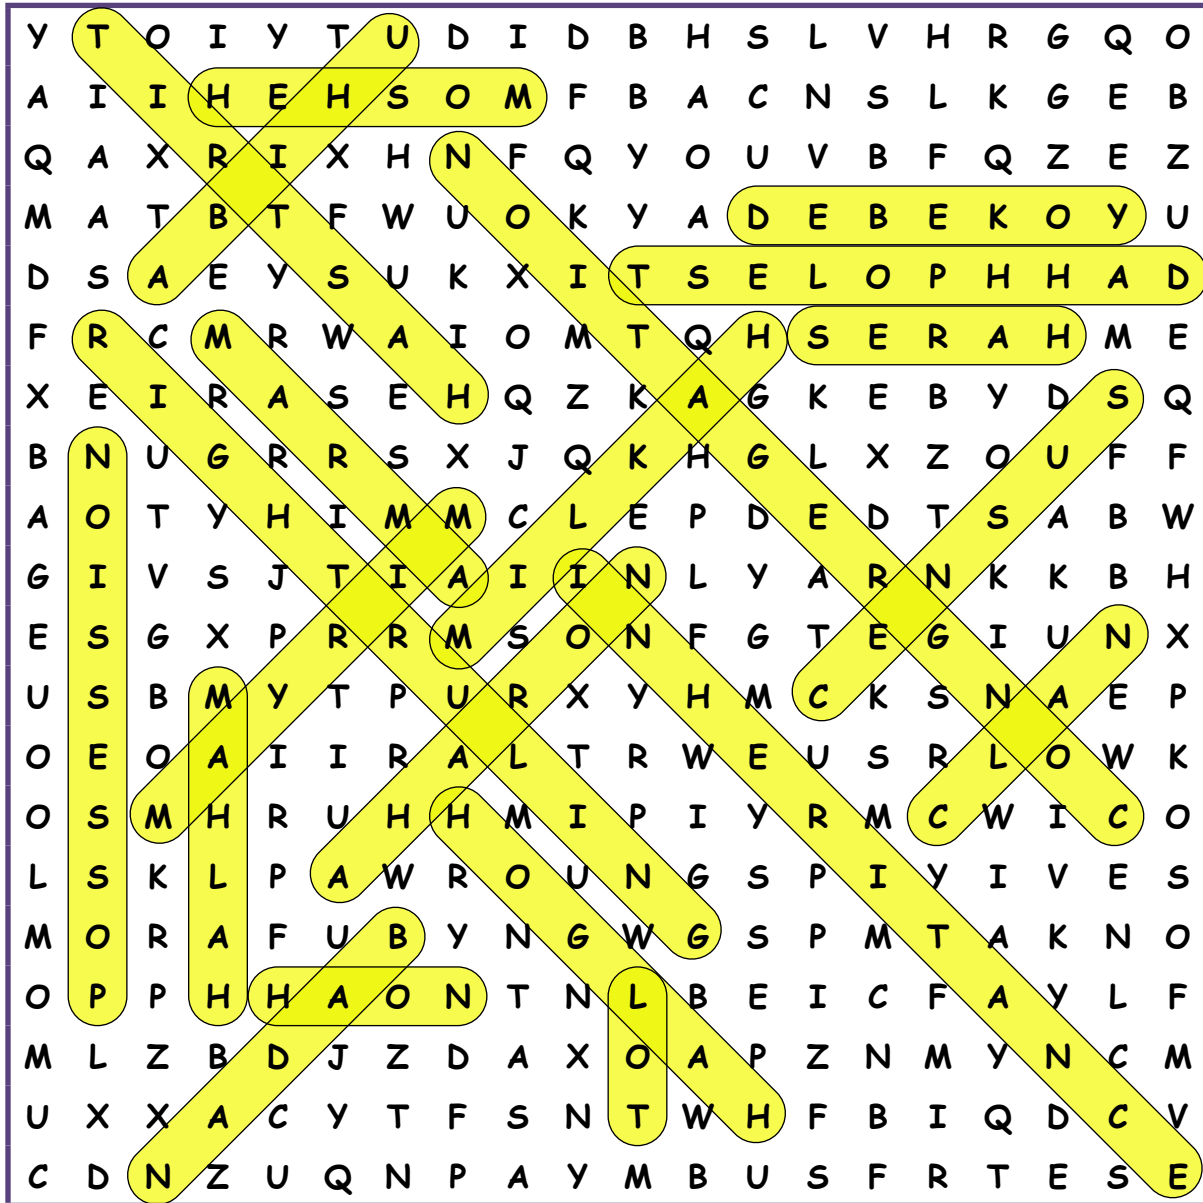 Y T O I Y T U D I D B H S L V H R G Q O
A I I H E H S O M F B A C N S L K G E B
Q A X R I X H N F Q Y O U V B F Q Z E Z
M A T B T F W U O K Y A D E B E K O Y U
D S A E Y S U K X I T S E L O P H H A D
F R C M R W A I O M T Q H S E R A H M E
X E I R A S E H Q Z K A G K E B Y D S Q
B N U G R R S X J Q K H G L X Z O U F F
A O T Y H I M M C L E P D E D T S A B W
G I V S J T I A I I N L Y A R N K K B H
E S G X P R R M S O N F G T E G I U N X
U S B M Y T P U R X Y H M C K S N A E P
O E O A I I R A L T R W E U S R L O W K
O S M H R U H H M I P I Y R M C W I C O
L S K L P A W R O U N G S P I Y I V E S
M O R A F U B Y N G W G S P M T A K N O
O P P H H A O N T N L B E I C F A Y L F
M L Z B D J Z D A X O A P Z N M Y N C M
U X X A C Y T F S N T W H F B I Q D C V
C D N Z U Q N P A Y M B U S F R T E S E